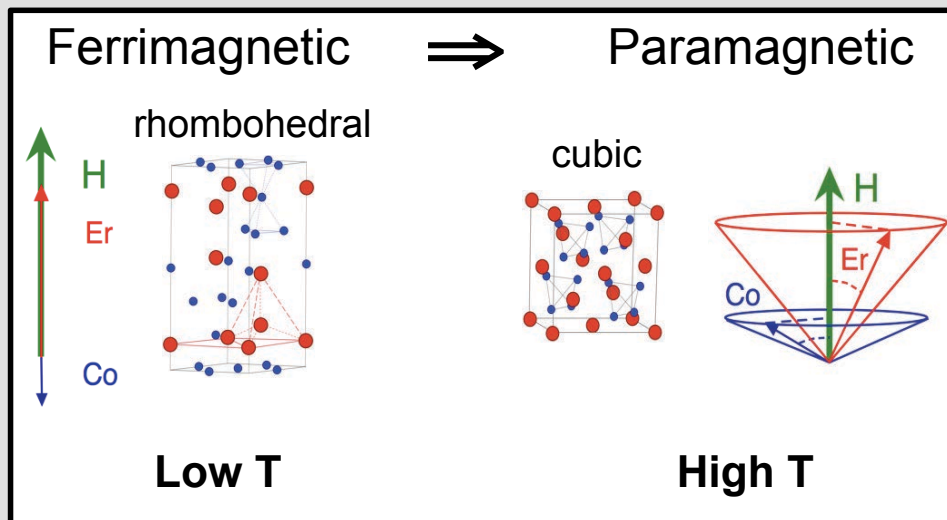 Ferrimagnetic ⇒ Paramagnetic
rhombohedral
cubic
H
Er
Co
H
Er
Co
Low T
High T